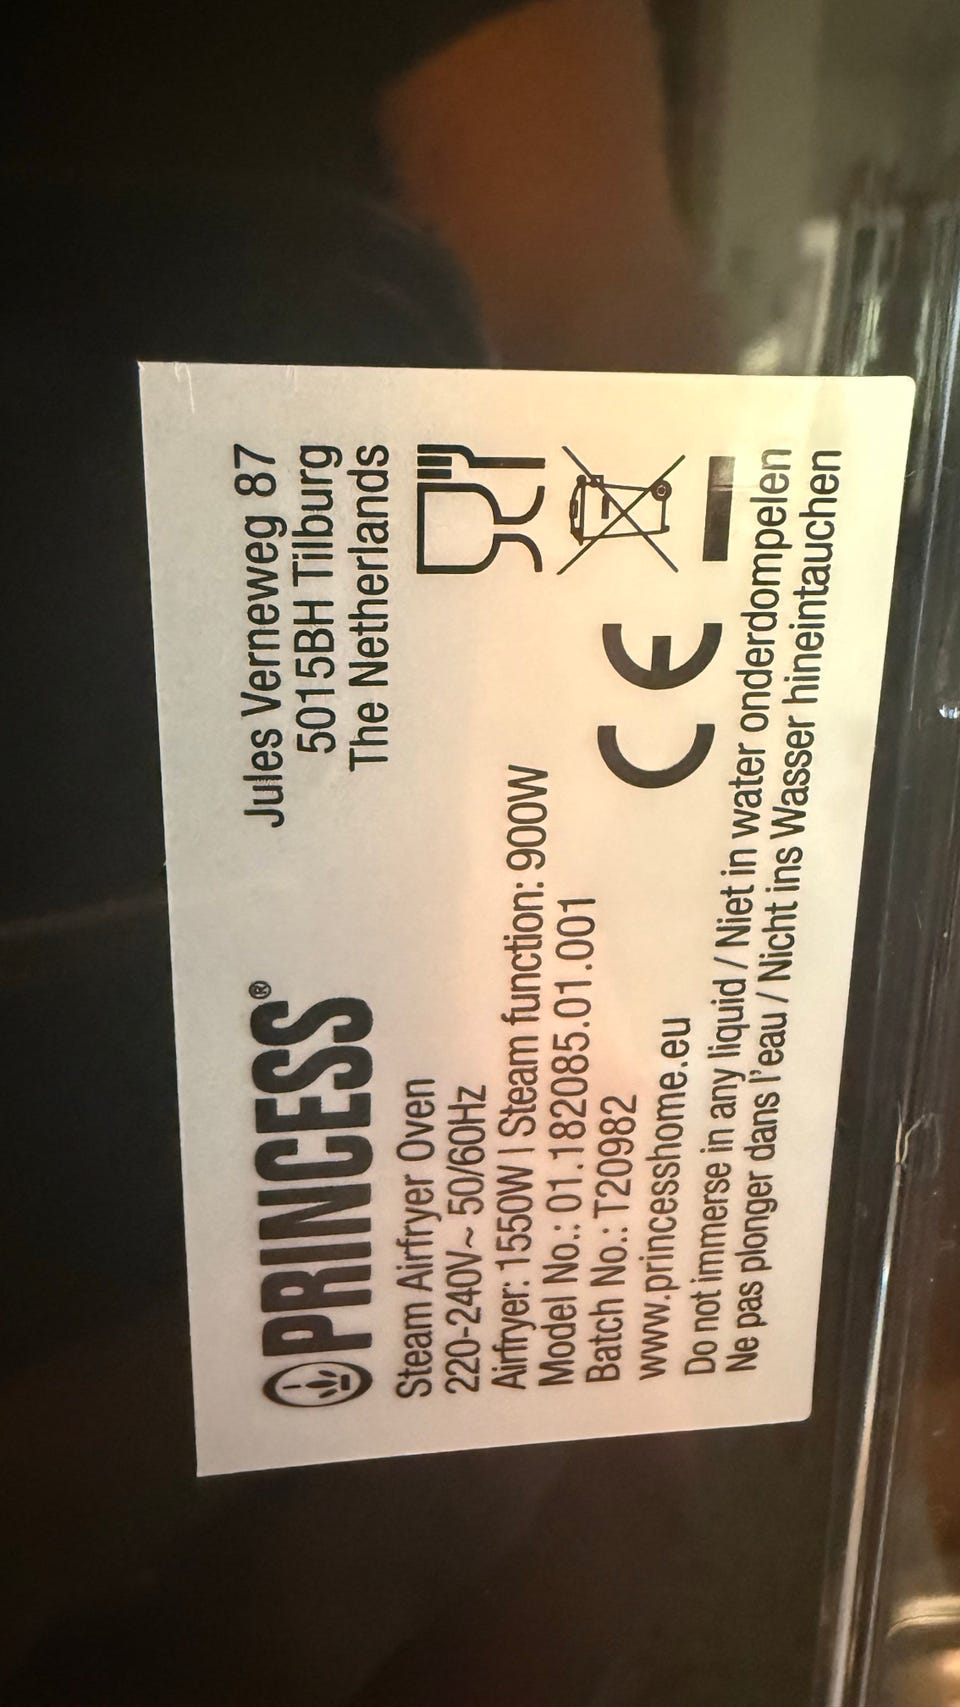 PRINCESS®
Jules Verneweg 87
5015BH Tilburg
The Netherlands
Steam Airfryer Oven
220-240V~ 50/60Hz
Airfryer: 1550W I Steam function: 900W
Model No.: 01.182085.01.001
Batch No.: T20982
www.princesshome.eu
CE
Do not immerse in any liquid / Niet in water onderdompelen
Ne pas plonger dans l'eau / Nicht ins Wasser hineintauchen